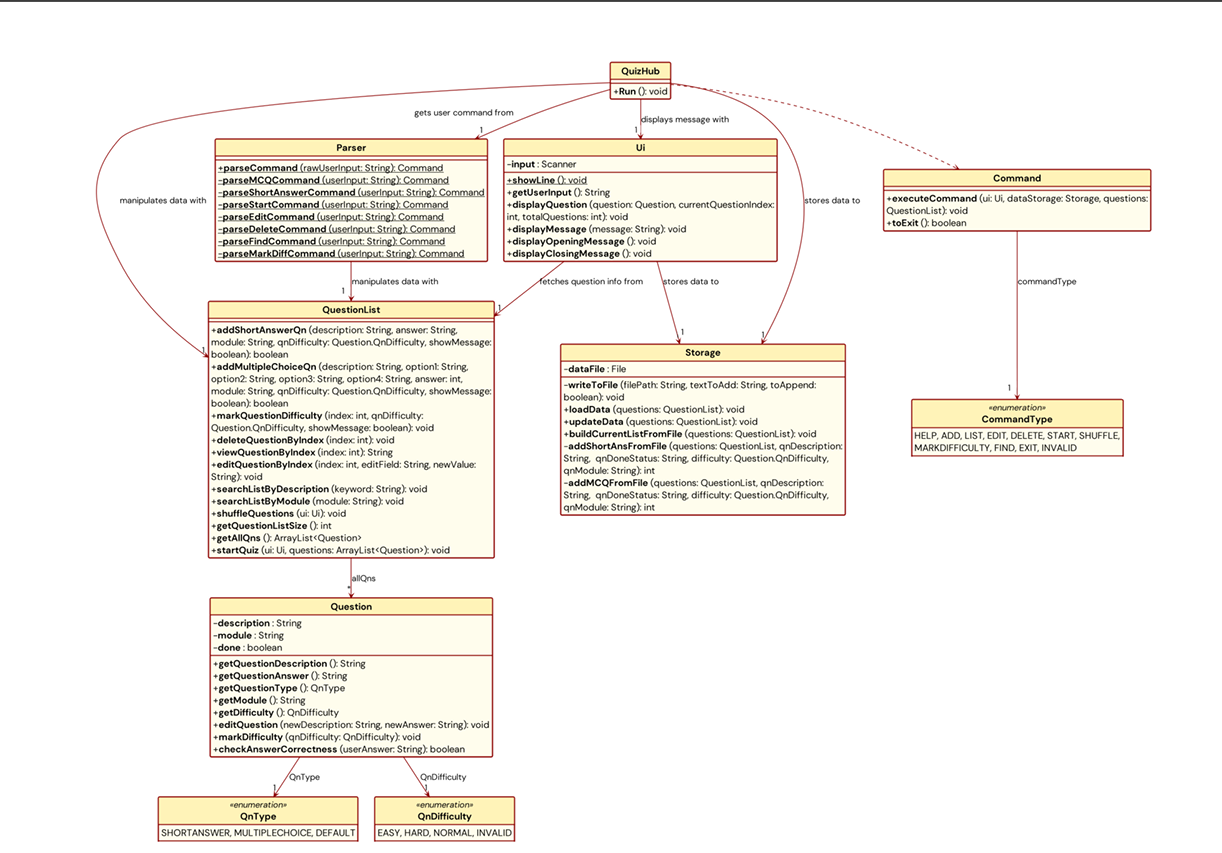 QuizHub
+Run (): void
gets user command from
displays message with
1
1
manipulates data with
stores data to
Parser
+parseCommand (rawUserInput: String): Command
-parseMCQCommand (userInput: String): Command
-parseShortAnswerCommand (userInput: String): Command
-parseStartCommand (userInput: String): Command
-parseEditCommand (userInput: String): Command
-parseDeleteCommand (userInput: String): Command
-parseFindCommand (userInput: String): Command
-parseMarkDiffCommand (userInput: String): Command
Ui
-input : Scanner
+showLine (): void
+getUserInput (): String
+displayQuestion (question: Question, currentQuestionIndex:
int, totalQuestions: int): void
+displayMessage (message: String): void
+displayOpeningMessage (): void
+displayClosingMessage (): void
Command
+executeCommand (ui: Ui, dataStorage: Storage, questions:
QuestionList): void
+toExit (): boolean
manipulates data with
1
fetches question info from
1
stores data to
1
1
1
commandType
1
QuestionList
+addShortAnswerQn (description: String, answer: String,
module: String, qnDifficulty: Question.QnDifficulty, showMessage:
boolean): boolean
+addMultipleChoiceQn (description: String, option1: String,
option2: String, option3: String, option4: String, answer: int,
module: String, qnDifficulty: Question.QnDifficulty, showMessage:
boolean): boolean
+markQuestionDifficulty (index: int, qnDifficulty:
Question.QnDifficulty, showMessage: boolean): void
+deleteQuestionByIndex (index: int): void
+viewQuestionByIndex (index: int): String
+editQuestionByIndex (index: int, editField: String, newValue:
String): void
+searchListByDescription (keyword: String): void
+searchListByModule (module: String): void
+shuffleQuestions (ui: Ui): void
+getQuestionListSize (): int
+getAllQns (): ArrayList<Question>
+startQuiz (ui: Ui, questions: ArrayList<Question>): void
Storage
-dataFile : File
-writeToFile (filePath: String, textToAdd: String, toAppend:
boolean): void
+loadData (questions: QuestionList): void
+updateData (questions: QuestionList): void
+buildCurrentListFromFile (questions: QuestionList): void
-addShortAnsFromFile (questions: QuestionList, qnDescription:
String, qnDoneStatus: String, difficulty: Question.QnDifficulty,
qnModule: String): int
-addMCQFromFile (questions: QuestionList, qnDescription:
String, qnDoneStatus: String, difficulty: Question.QnDifficulty,
qnModule: String): int
«enumeration»
CommandType
HELP, ADD, LIST, EDIT, DELETE, START, SHUFFLE,
MARKDIFFICULTY, FIND, EXIT, INVALID
allQns
*
Question
-description : String
-module : String
-done : boolean
+getQuestionDescription (): String
+getQuestionAnswer (): String
+getQuestionType (): QnType
+getModule (): String
+getDifficulty (): QnDifficulty
+editQuestion (newDescription: String, newAnswer: String): void
+markDifficulty (qnDifficulty: QnDifficulty): void
+checkAnswerCorrectness (userAnswer: String): boolean
QnType
1
QnDifficulty
1
«enumeration»
QnType
SHORTANSWER, MULTIPLECHOICE, DEFAULT
«enumeration»
QnDifficulty
EASY, HARD, NORMAL, INVALID